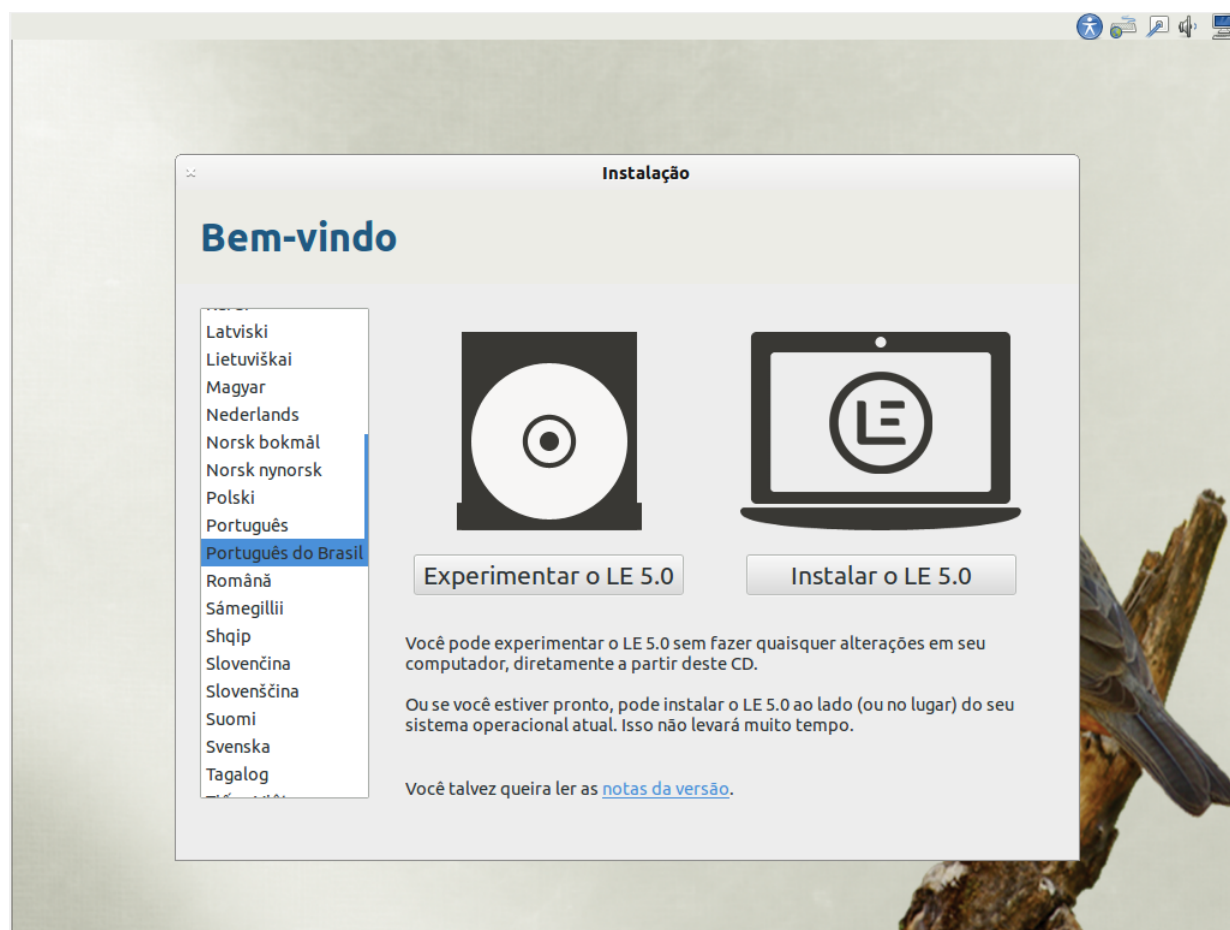 Instalação
Bem-vindo
Latviski
Lietuviškai
Magyar
Nederlands
Norsk bokmål
Norsk nynorsk
Polski
Português
Português do Brasil
Română
Sámegillii
Shqip
Slovenčina
Slovenščina
Suomi
Svenska
Tagalog
LE
Experimentar o LE 5.0
Instalar o LE 5.0
Você pode experimentar o LE 5.0 sem fazer quaisquer alterações em seu
computador, diretamente a partir deste CD.
Ou se você estiver pronto, pode instalar o LE 5.0 ao lado (ou no lugar) do seu
sistema operacional atual. Isso não levará muito tempo.
Você talvez queira ler as notas da versão.